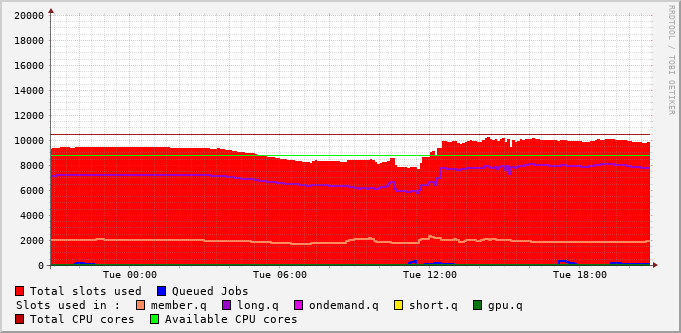 20000
18000
16000
14000
12000
10000
8000
6000
4000
2000
0
Tue 00:00 Tue 06:00 Tue 12:00 Tue 18:00
RRDTOOL / TOBI OETIKER
Total slots used Queued Jobs
Slots used in : member.q long.q ondemand.q short.q gpu.q
Total CPU cores Available CPU cores